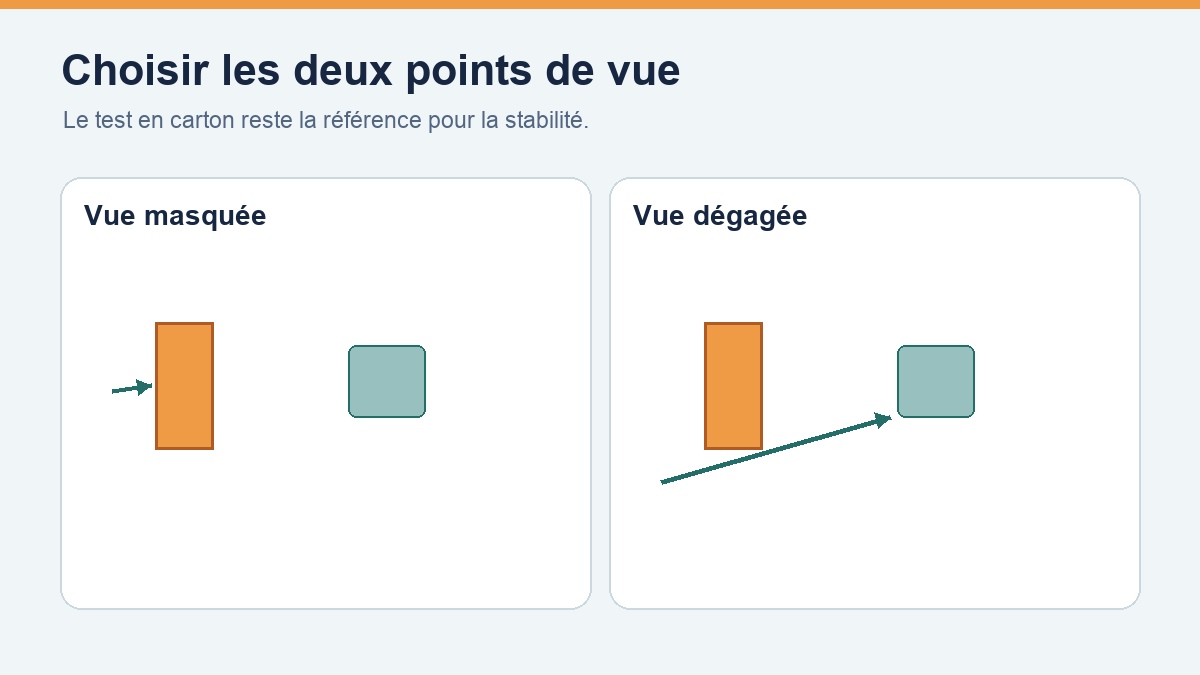 Choisir les deux points de vue
Le test en carton reste la référence pour la stabilité.
Vue masquée
Vue dégagée